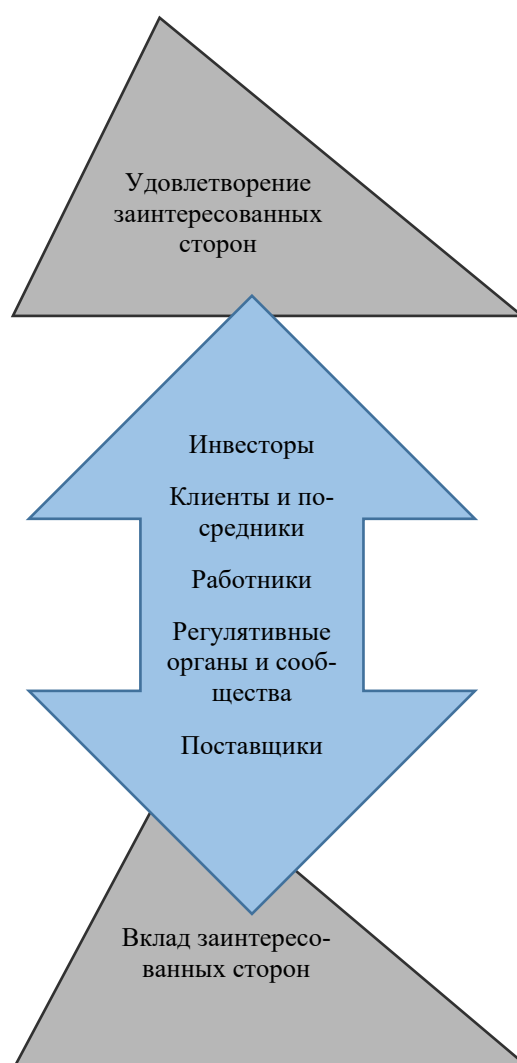 Удовлетворение
заинтересованных
сторон
Инвесторы
Клиенты и по-
средники
Работники
Регулятивные
органы и сооб-
щества
Поставщики
Вклад заинтересо-
ванных сторон